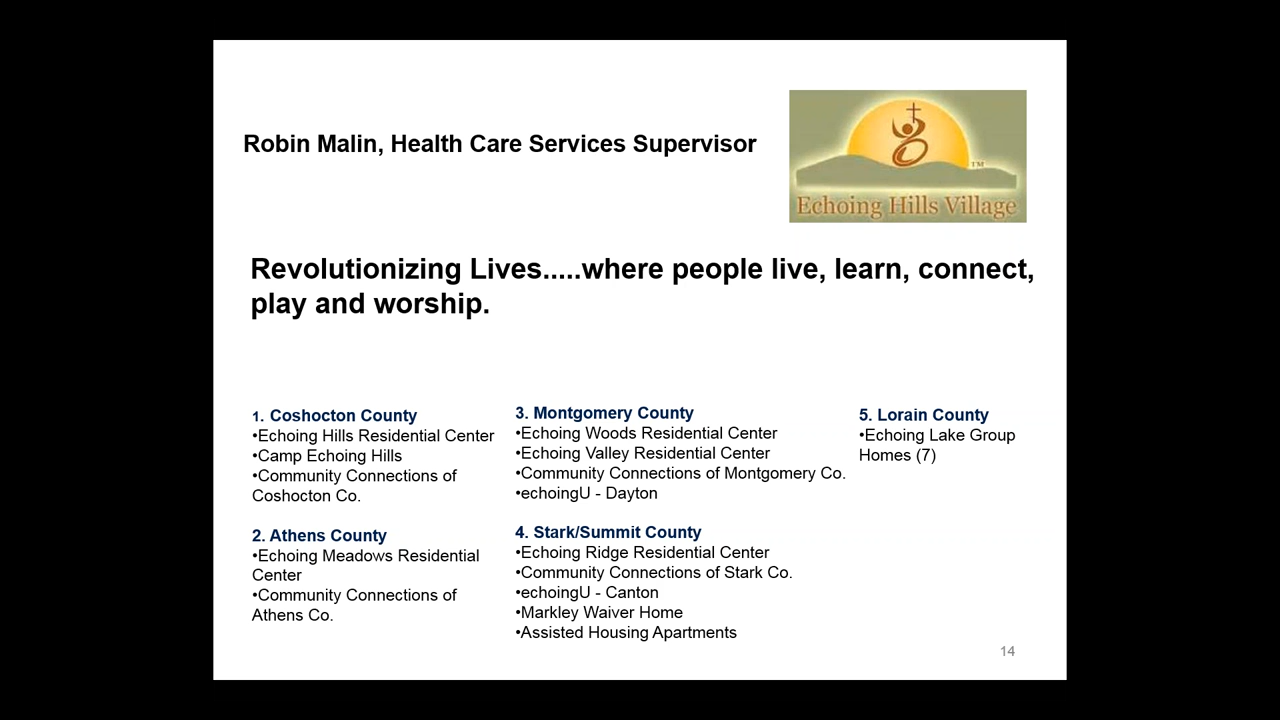 Robin Malin, Health Care Services Supervisor
TM
Echoing Hills Village
Revolutionizing Lives.....where people live, learn, connect,
play and worship.
1. Coshocton County
•Echoing Hills Residential Center
•Camp Echoing Hills
•Community Connections of
Coshocton Co.
2. Athens County
•Echoing Meadows Residential
Center
•Community Connections of
Athens Co.
3. Montgomery County
•Echoing Woods Residential Center
•Echoing Valley Residential Center
•Community Connections of Montgomery Co.
•echoingU - Dayton
4. Stark/Summit County
•Echoing Ridge Residential Center
•Community Connections of Stark Co.
•echoingU - Canton
•Markley Waiver Home
•Assisted Housing Apartments
5. Lorain County
•Echoing Lake Group
Homes (7)
14